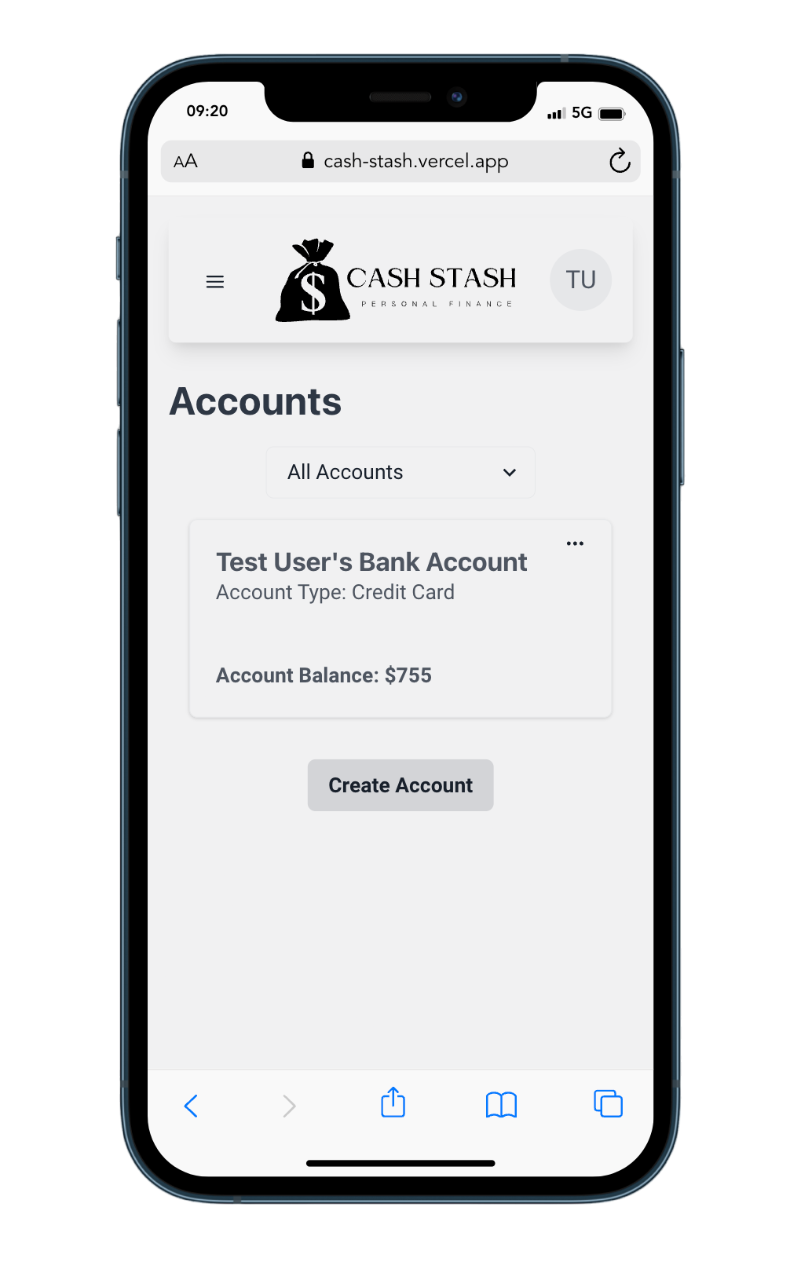 09:20
5G
AA
cash-stash.vercel.app
$
CASH STASH
PERSONAL FINANCE
TU
Accounts
All Accounts
Test User's Bank Account
Account Type: Credit Card
Account Balance: $755
Create Account